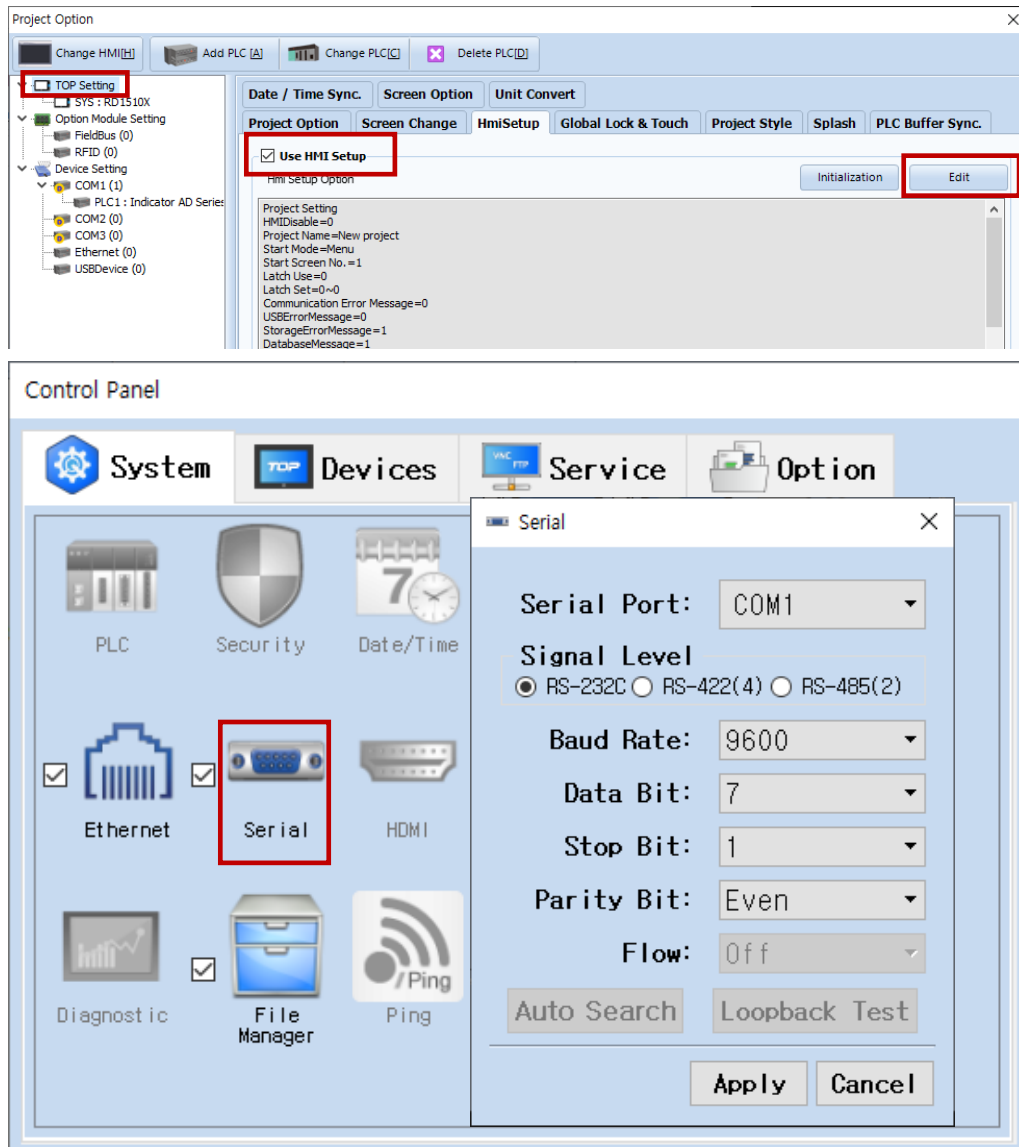 Project Option
Change HMI[H] Add PLC [A] Change PLC[C] Delete PLC[D]
TOP Setting
SYS : RD1510X
Option Module Setting
FieldBus (0)
RFID (0)
Device Setting
COM1 (1)
PLC1 : Indicator AD Series
COM2 (0)
COM3 (0)
Ethernet (0)
USBDevice (0)
Date / Time Sync. Screen Option Unit Convert
Project Option Screen Change HmiSetup Global Lock & Touch Project Style Splash PLC Buffer Sync.
Use HMI Setup
Hmi Setup Option Initialization Edit
Project Setting
HMIDisable=0
Project Name=New project
Start Mode=Menu
Start Screen No.=1
Latch Use=0
Latch Set=0~0
Communication Error Message=0
USBErrorMessage=0
StorageErrorMessage=1
DatabaseMessage=1
Control Panel
System TOP Devices VNC FTP Service Option
PLC Security 7 Date/Time
Ethernet Serial HDMI
Diagnostic File Manager /Ping Ping
Serial
Serial Port: COM1
Signal Level
RS-232C RS-422(4) RS-485(2)
Baud Rate: 9600
Data Bit: 7
Stop Bit: 1
Parity Bit: Even
Flow: Off
Auto Search Loopback Test
Apply Cancel